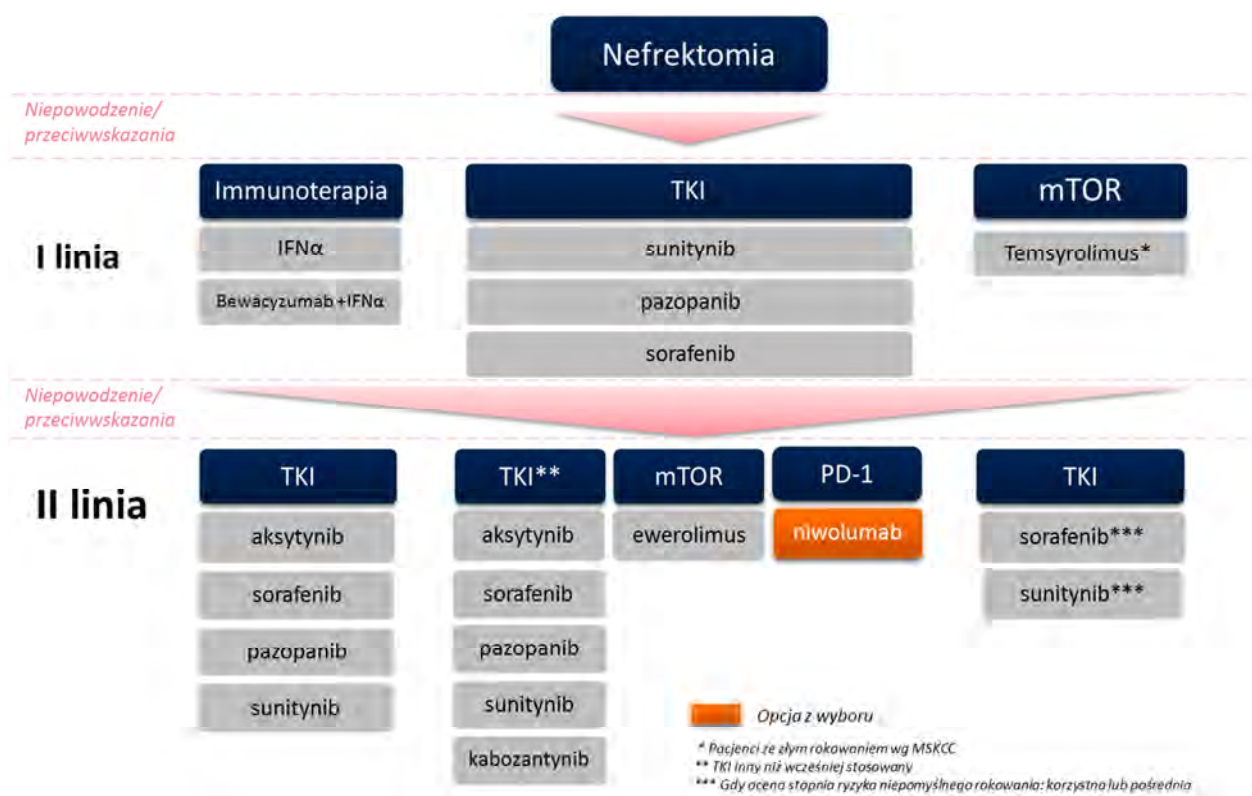 Nefrektomia
Niepowodzenie/
przeciwwskazania
Immunoterapia
TKI
mTOR
I linia
IFNα
sunitynib
Temsyrolimus*
Bewacyzumab +IFNα
pazopanib
sorafenib
Niepowodzenie/
przeciwwskazania
II linia
TKI
TKI**
mTOR
PD-1
TKI
aksytynib
aksytynib
ewerolimus
niwolumab
sorafenib***
sorafenib
sorafenib
sunitynib***
pazopanib
pazopanib
sunitynib
sunitynib
kabozantynib
Opcja z wyboru
* Pacjenci ze złym rokowaniem wg MSKCC
** TKI inny niż wcześniej stosowany
*** Gdy ocena stopnia ryzyka niepomyślnego rokowania: korzystna lub pośrednia